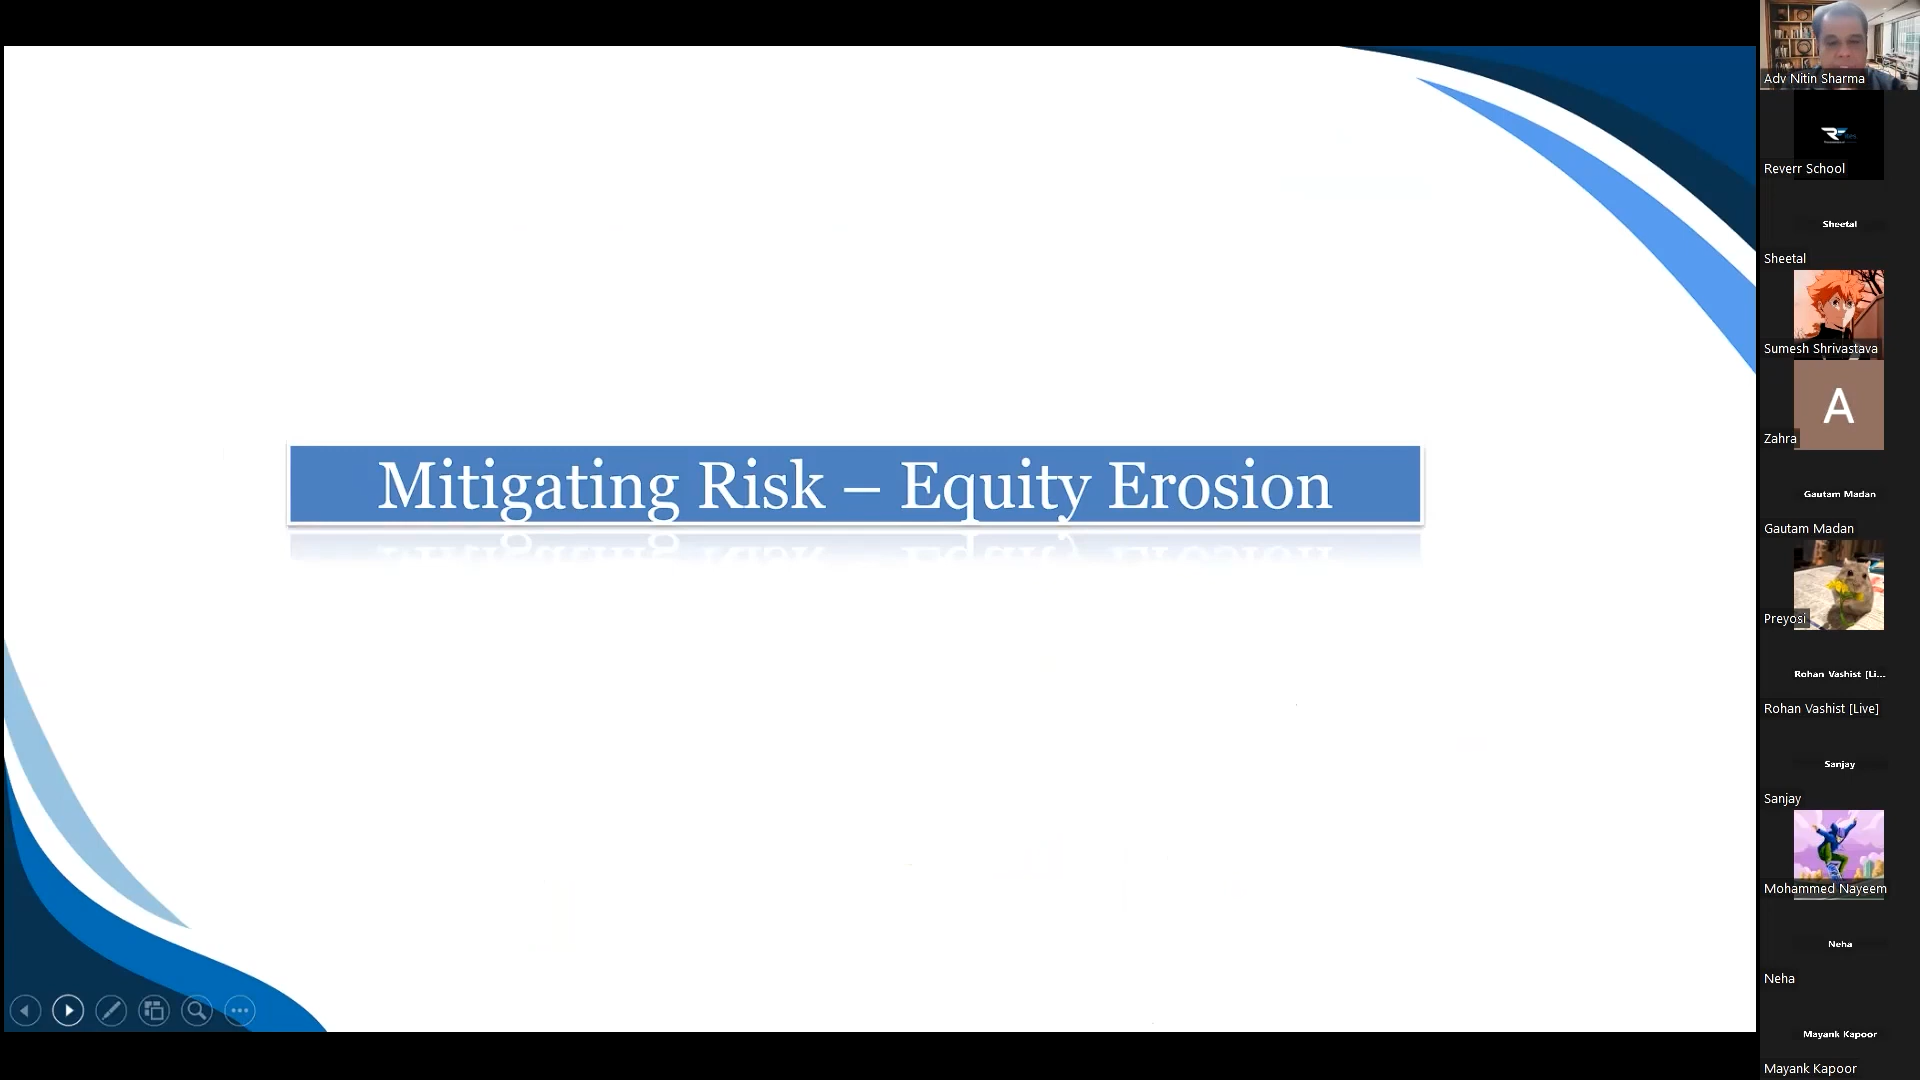 Mitigating Risk – Equity Erosion
Adv Nitin Sharma
Reverr School
Sheetal
Sheetal
Sumesh Shrivastava
A
Zahra
Gautam Madan
Gautam Madan
Preyosi
Rohan Vashist [Li...
Rohan Vashist [Live]
Sanjay
Sanjay
Mohammed Nayeem
Neha
Neha
Mayank Kapoor
Mayank Kapoor